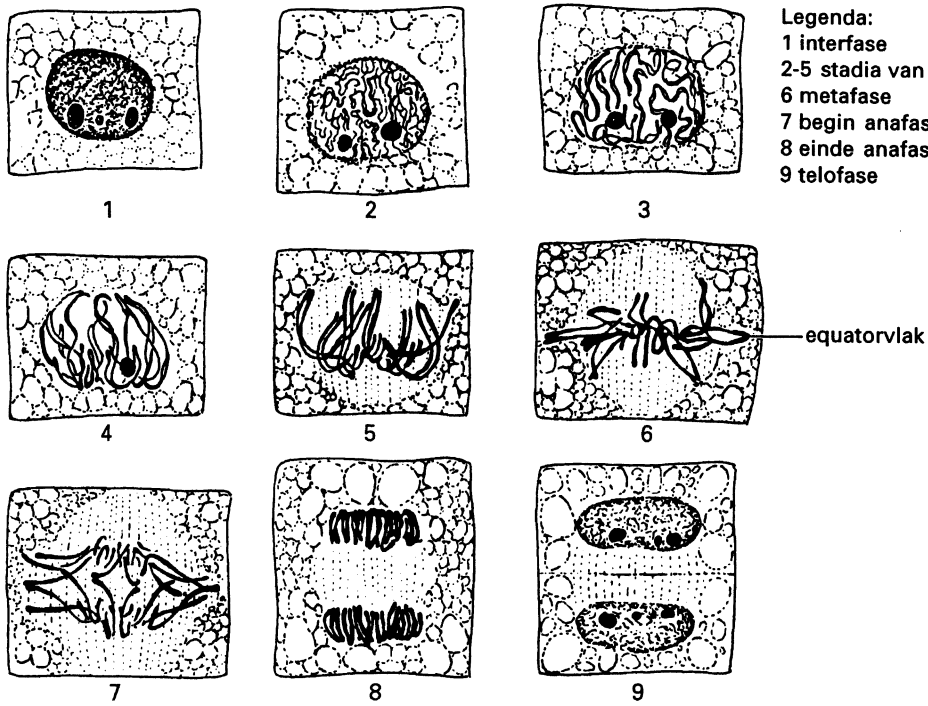 Legenda:
1 interfase
2-5 stadia van
6 metafase
7 begin anafas
8 einde anafas
9 telofase
1
2
3
equatorvlak
4
5
6
7
8
9